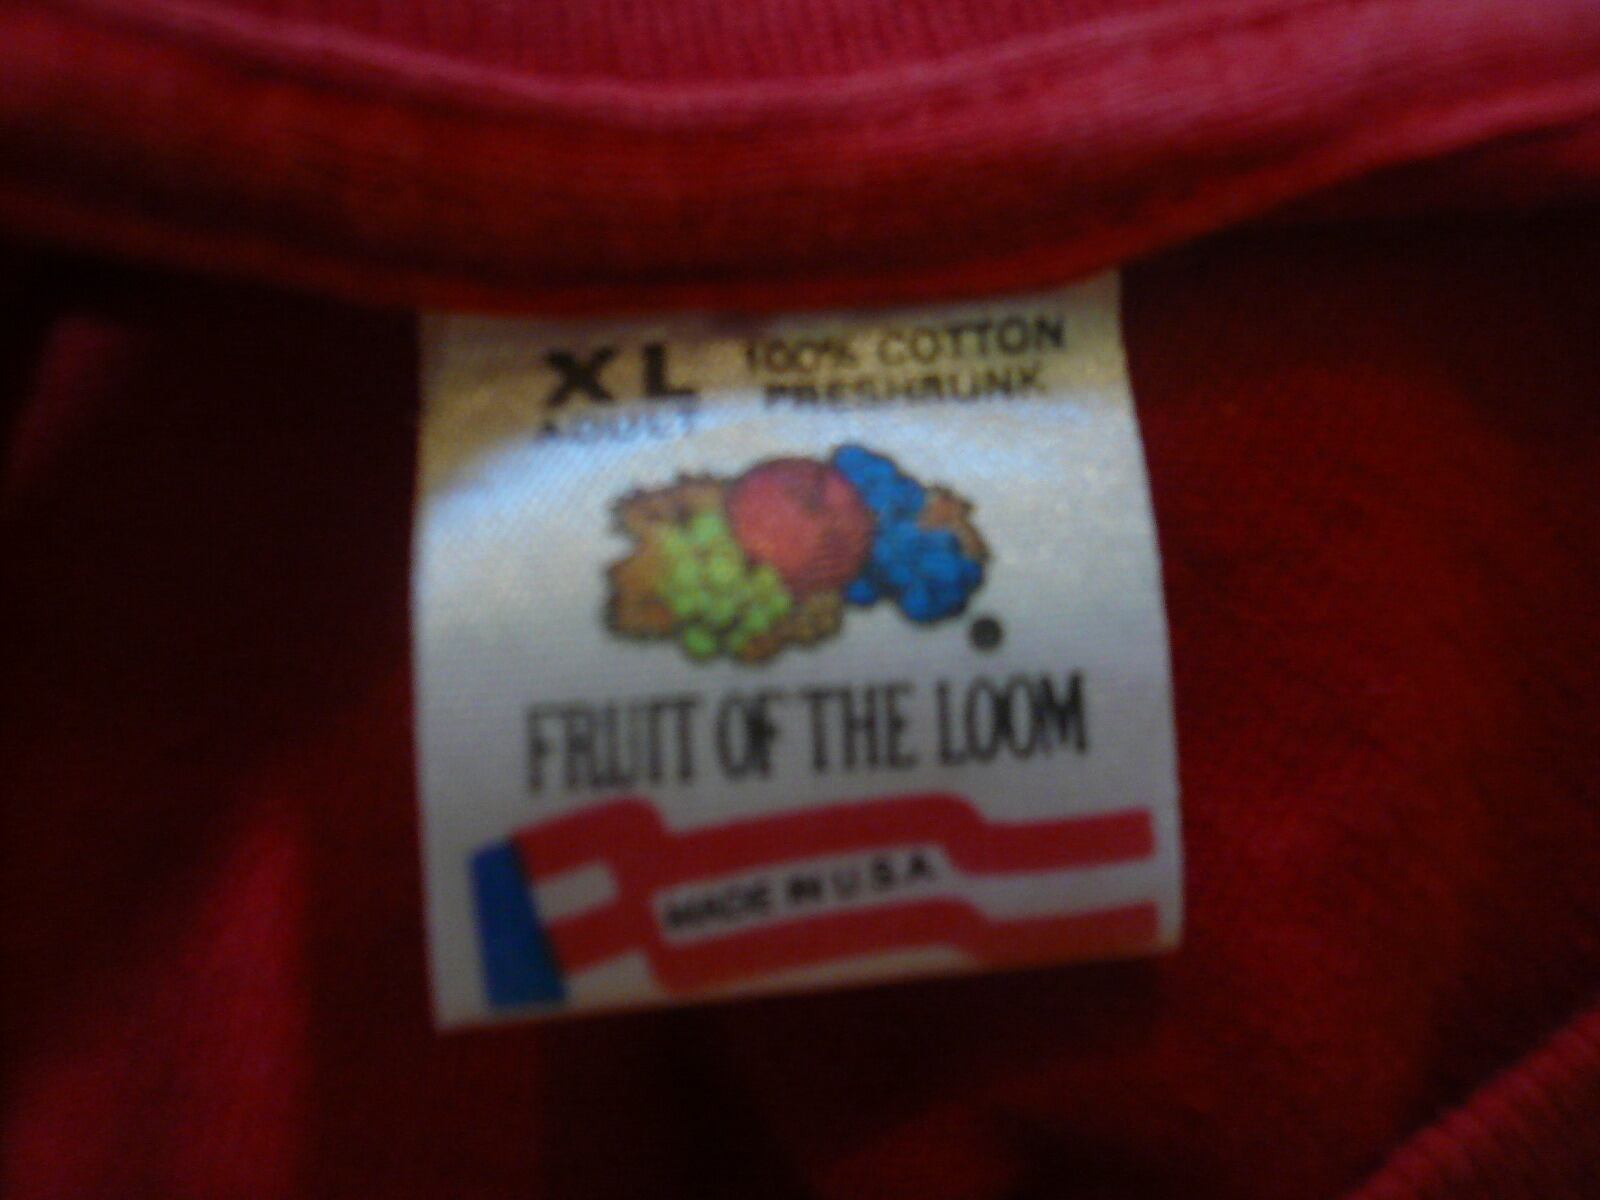 XL 100% COTTON
ADULT PRESHRUNK
FRUIT OF THE LOOM
MADE IN U.S.A.